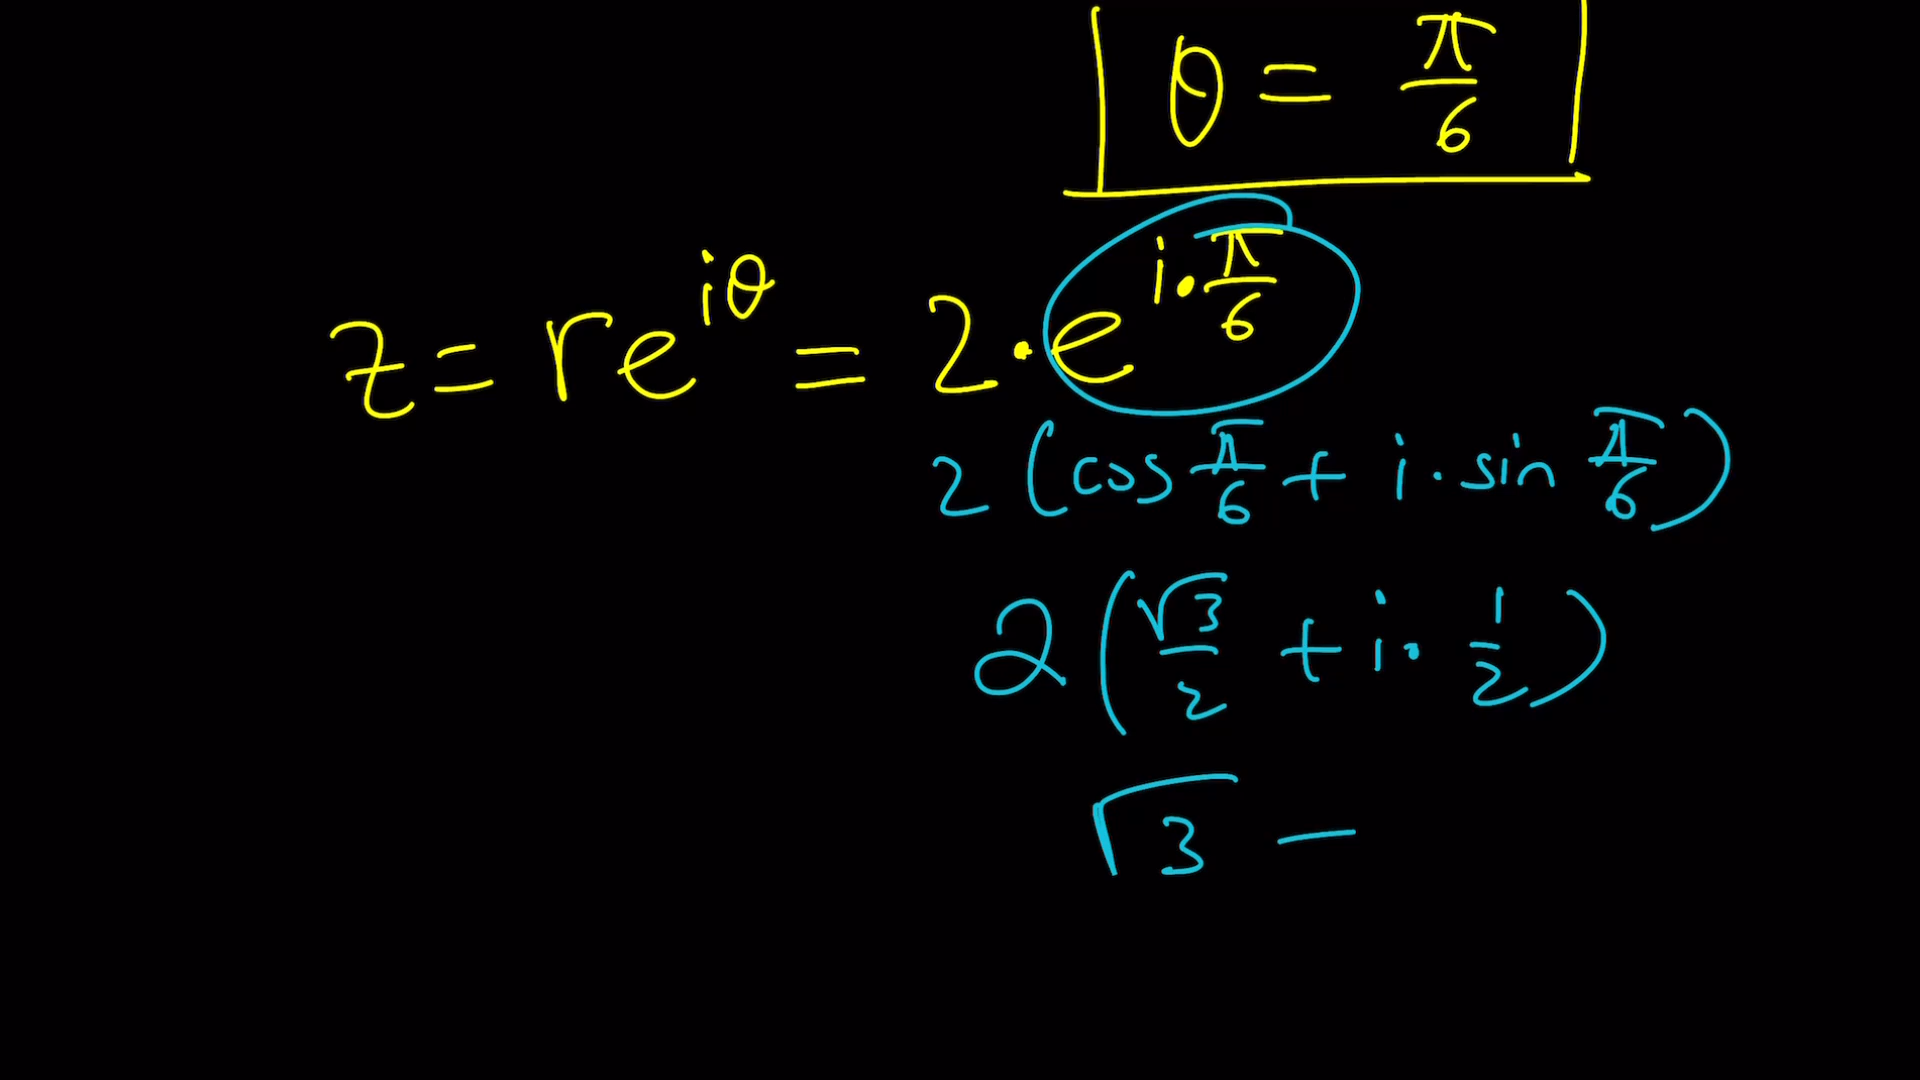 θ = π/6
z = re^{iθ} = 2·e^{i·π/6}
2 (cos π/6 + i·sin π/6)
2 (√3/2 + i·1/2)
√3 −